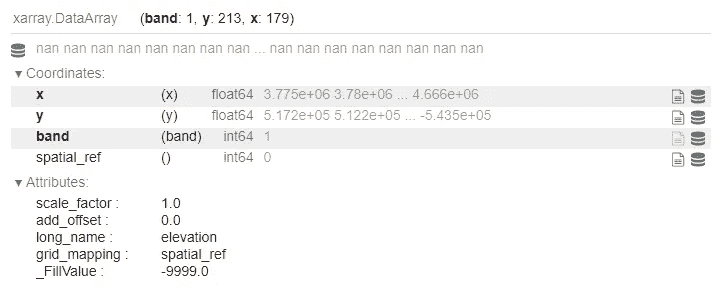 xarray.DataArray (band: 1, y: 213, x: 179)
nan nan nan nan nan nan nan nan nan ... nan nan nan nan nan nan nan nan nan
▾ Coordinates:
x (x) float64 3.775e+06 3.78e+06 ... 4.666e+06
y (y) float64 5.172e+05 5.122e+05 ... -5.435e+05
band (band) int64 1
spatial_ref () int64 0
▾ Attributes:
scale_factor : 1.0
add_offset : 0.0
long_name : elevation
grid_mapping : spatial_ref
_FillValue : -9999.0